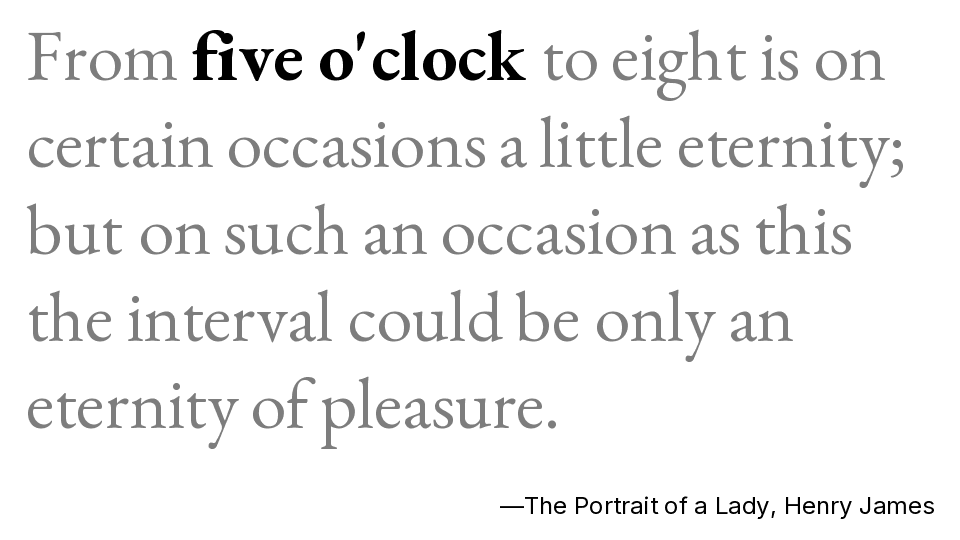 From five o'clock to eight is on
certain occasions a little eternity;
but on such an occasion as this
the interval could be only an
eternity of pleasure.
—The Portrait of a Lady, Henry James